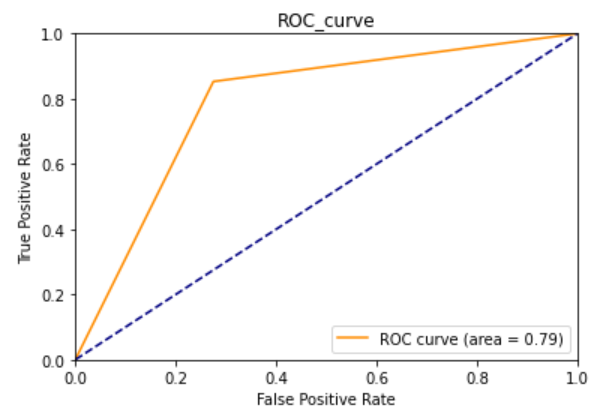 ROC_curve
1.0
0.8
0.6
0.4
0.2
0.0
True Positive Rate
ROC curve (area = 0.79)
0.0 0.2 0.4 0.6 0.8 1.0
False Positive Rate